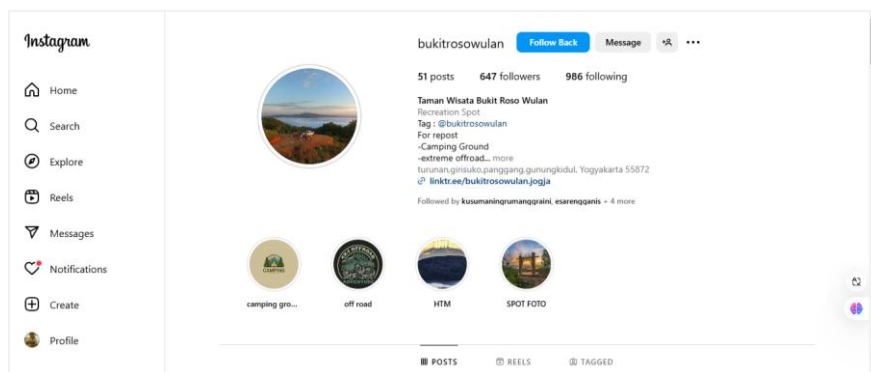 Instagram
Home
Search
Explore
Reels
Messages
Notifications
Create
Profile
bukitrosowulan Follow Back Message
51 posts 647 followers 986 following
Taman Wisata Bukit Roso Wulan
Recreation Spot
Tag : @bukitrosowulan
For repost
-Camping Ground
-extreme offroad... more
turunan,girisuko,panggang,gunungkidul, Yogyakarta 55872
linktr.ee/bukitrosowulan.jogja
Followed by kusumaningrumanggraini, esarengganis + 4 more
CAMPING
camping gro... off road HTM SPOT FOTO
POSTS REELS TAGGED